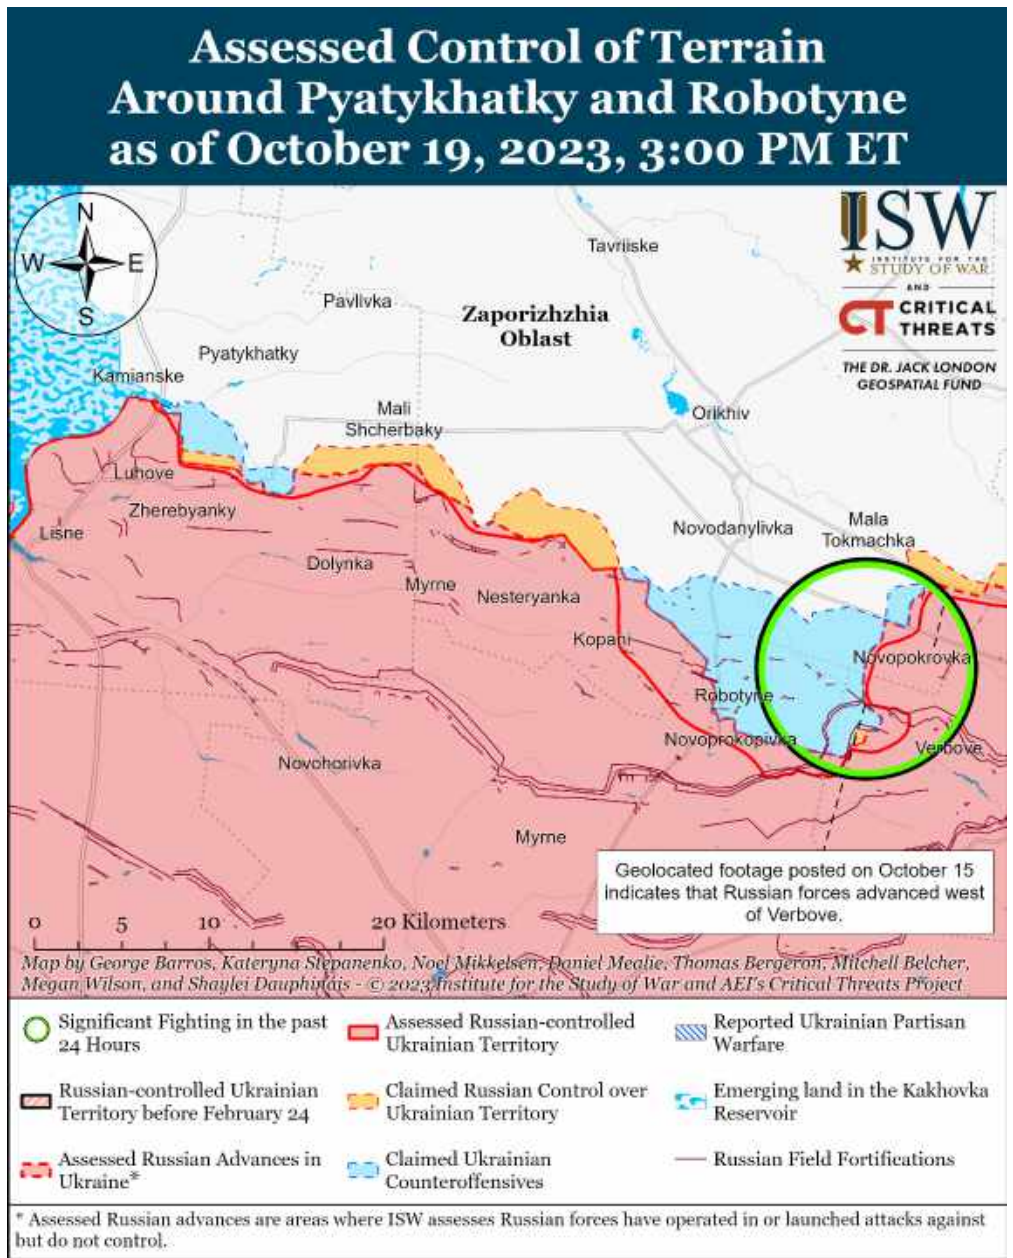 Assessed Control of Terrain
Around Pyatykhatky and Robotyne
as of October 19, 2023, 3:00 PM ET
N
W
E
S
ISW
INSTITUTE FOR THE
STUDY OF WAR
AND
CT CRITICAL
THREATS
THE DR. JACK LONDON
GEOSPATIAL FUND
Tavriiske
Pavlivka
Zaporizhzhia
Oblast
Pyatykhatky
Kamianske
Mali
Shcherbaky
Orikhiv
Luhove
Zherebyanky
Lisne
Novodanylivka
Mala
Tokmachka
Dolynka
Myrne
Nesteryanka
Kopani
Novopokrovka
Robotyne
Novoprokopivka
Verbove
Novohorivka
Myrne
Geolocated footage posted on October 15
indicates that Russian forces advanced west
of Verbove.
0 5 10 20 Kilometers
Map by George Barros, Kateryna Stepanenko, Noel Mikkelsen, Daniel Mealie, Thomas Bergeron, Mitchell Belcher,
Megan Wilson, and Shaylei Dauphinais - © 2023 Institute for the Study of War and AEI's Critical Threats Project
Significant Fighting in the past
24 Hours
Assessed Russian-controlled
Ukrainian Territory
Reported Ukrainian Partisan
Warfare
Russian-controlled Ukrainian
Territory before February 24
Claimed Russian Control over
Ukrainian Territory
Emerging land in the Kakhovka
Reservoir
Assessed Russian Advances in
Ukraine*
Claimed Ukrainian
Counteroffensives
Russian Field Fortifications
* Assessed Russian advances are areas where ISW assesses Russian forces have operated in or launched attacks against
but do not control.